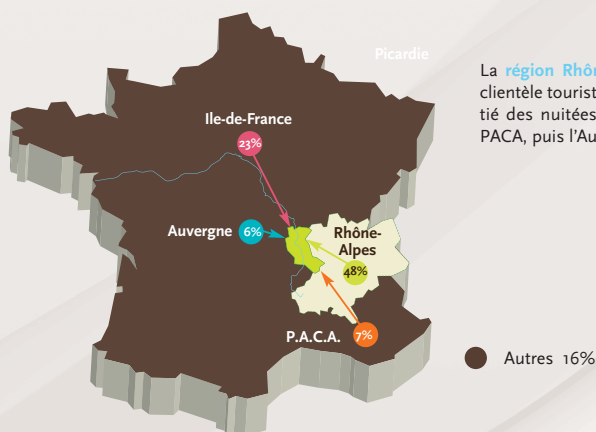 Picardie
La région Rhôn
clientèle tourist
tié des nuitées
PACA, puis l'Au
Ile-de-France
23%
Auvergne 6%
Rhône-
Alpes
48%
P.A.C.A. 7%
Autres 16%